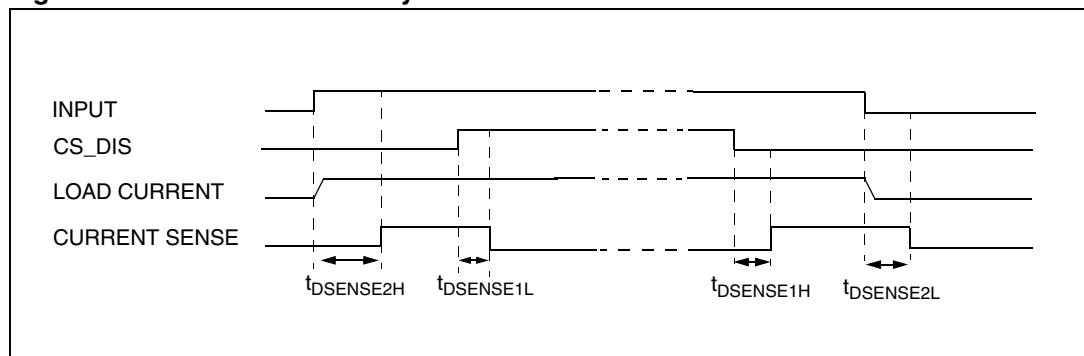 INPUT
CS_DIS
LOAD CURRENT
CURRENT SENSE
tDSENSE2H tDSENSE1L tDSENSE1H tDSENSE2L